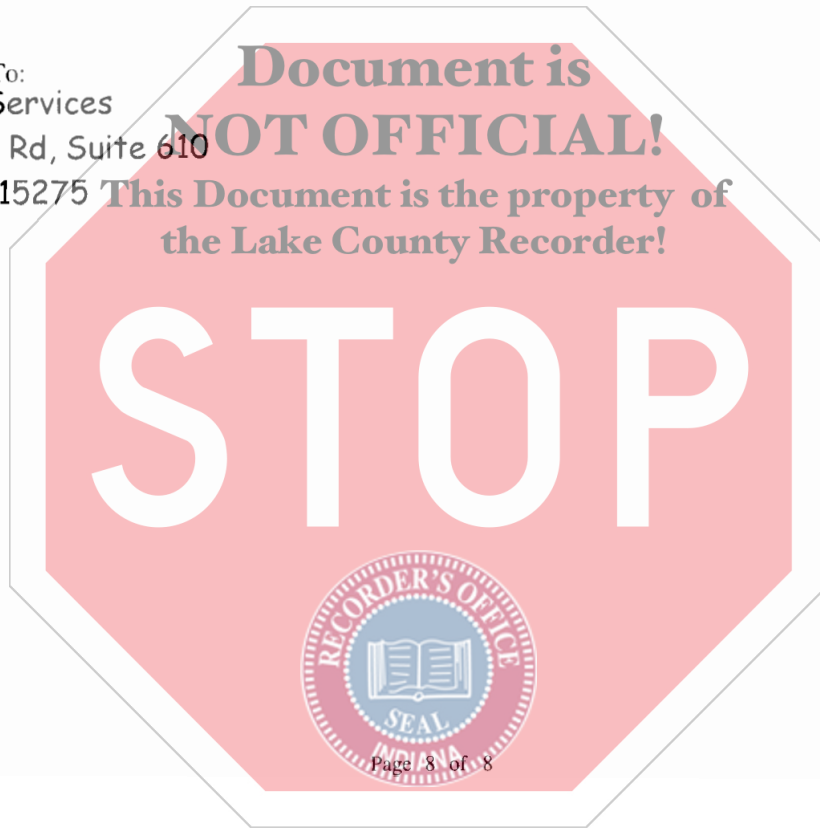 To:
Services
Rd, Suite 610
15275
Document is
NOT OFFICIAL!
This Document is the property of
the Lake County Recorder!
STOP
RECORDER'S OFFICE
SEAL
INDIANA
Page 8 of 8